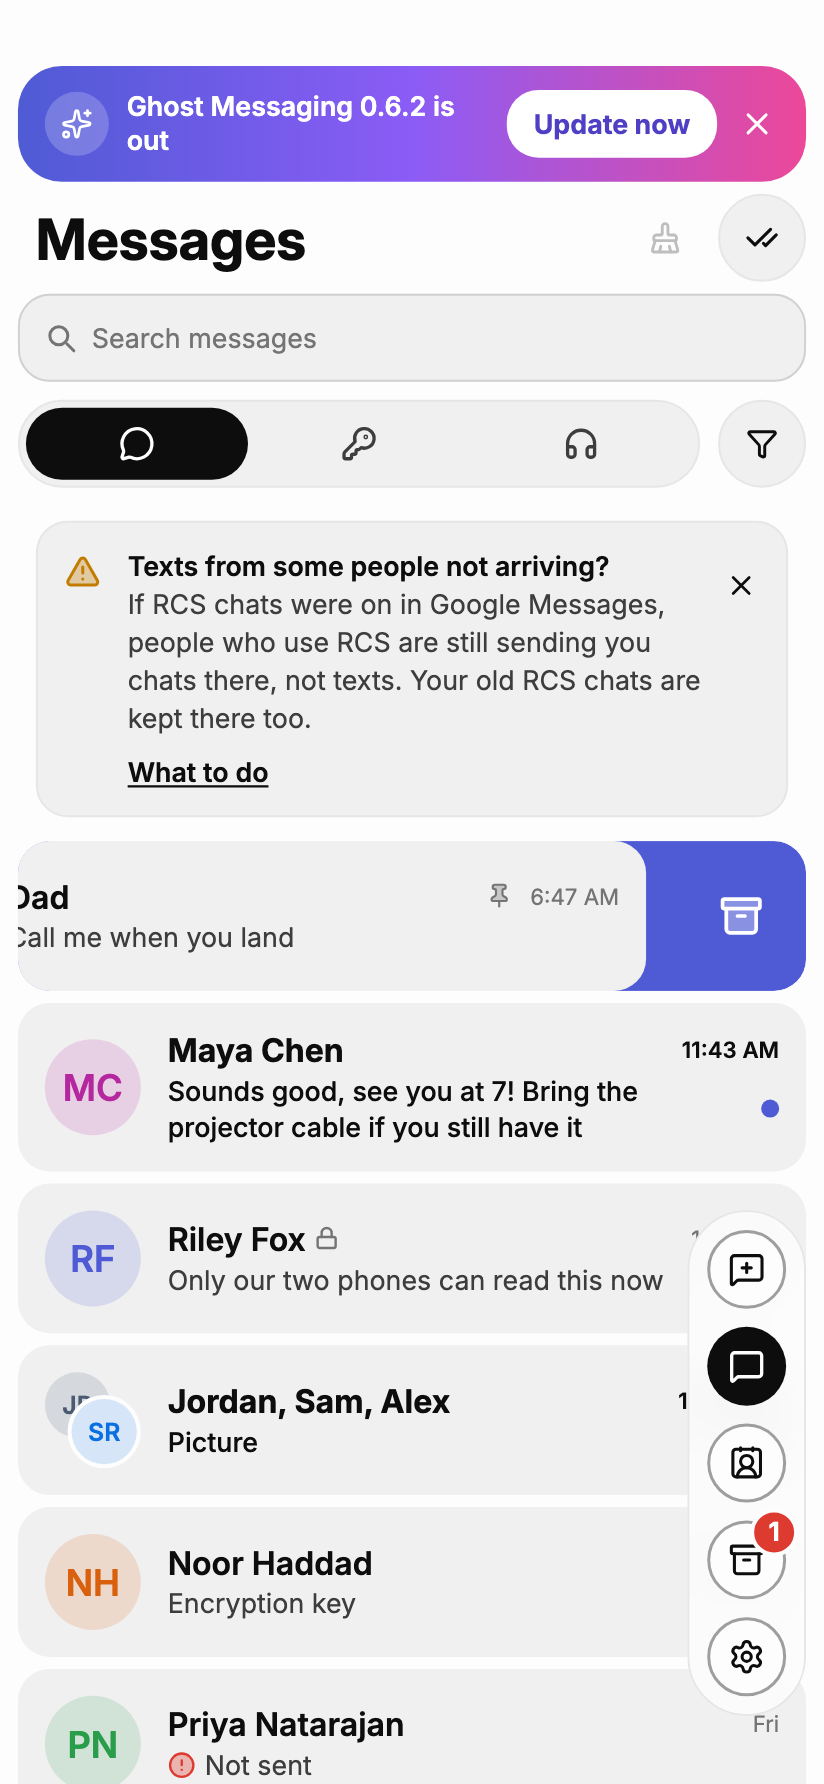 Ghost Messaging 0.6.2 is
out
Update now
Messages
Search messages
Texts from some people not arriving?
If RCS chats were on in Google Messages,
people who use RCS are still sending you
chats there, not texts. Your old RCS chats are
kept there too.
What to do
Dad
6:47 AM
Call me when you land
MC
Maya Chen
11:43 AM
Sounds good, see you at 7! Bring the
projector cable if you still have it
RF
Riley Fox
Only our two phones can read this now
SR
Jordan, Sam, Alex
Picture
NH
Noor Haddad
Encryption key
1
PN
Priya Natarajan
Fri
Not sent